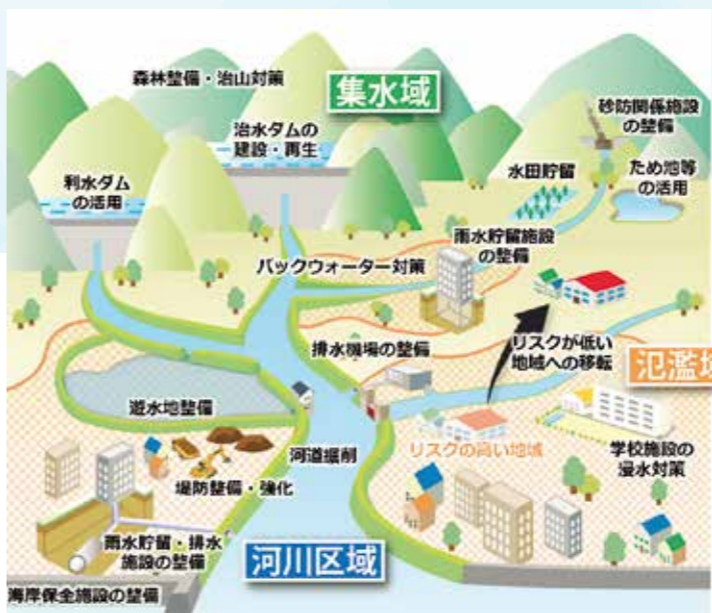 森林整備・治山対策
集水域
治水ダムの
建設・再生
砂防関係施設
の整備
利水ダム
の活用
水田貯留
ため池等
の活用
雨水貯留施設
の整備
バックウォーター対策
排水機場の整備
リスクが低い
地域への移転
氾濫域
遊水地整備
リスクの高い地域
学校施設の
浸水対策
河道掘削
堤防整備・強化
雨水貯留・排水
施設の整備
河川区域
海岸保全施設の整備